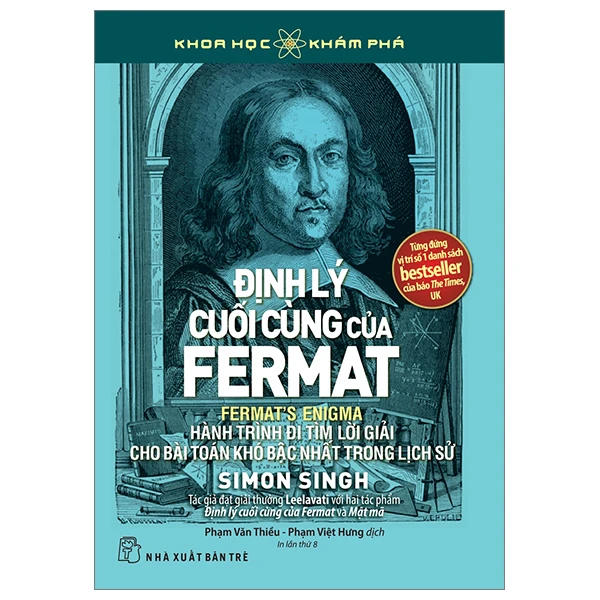 KHOA HỌC KHÁM PHÁ
Từng đứng
vị trí số 1 danh sách
bestseller
của báo The Times,
UK
ĐỊNH LÝ
CUỐI CÙNG CỦA
FERMAT
FERMAT'S ENIGMA
HÀNH TRÌNH ĐI TÌM LỜI GIẢI
CHO BÀI TOÁN KHÓ BẬC NHẤT TRONG LỊCH SỬ
SIMON SINGH
Tác giả đạt giải thưởng Leelavati với hai tác phẩm
Định lý cuối cùng của Fermat và Mật mã
Phạm Văn Thiều - Phạm Việt Hưng dịch
In lần thứ 8
NHÀ XUẤT BẢN TRẺ